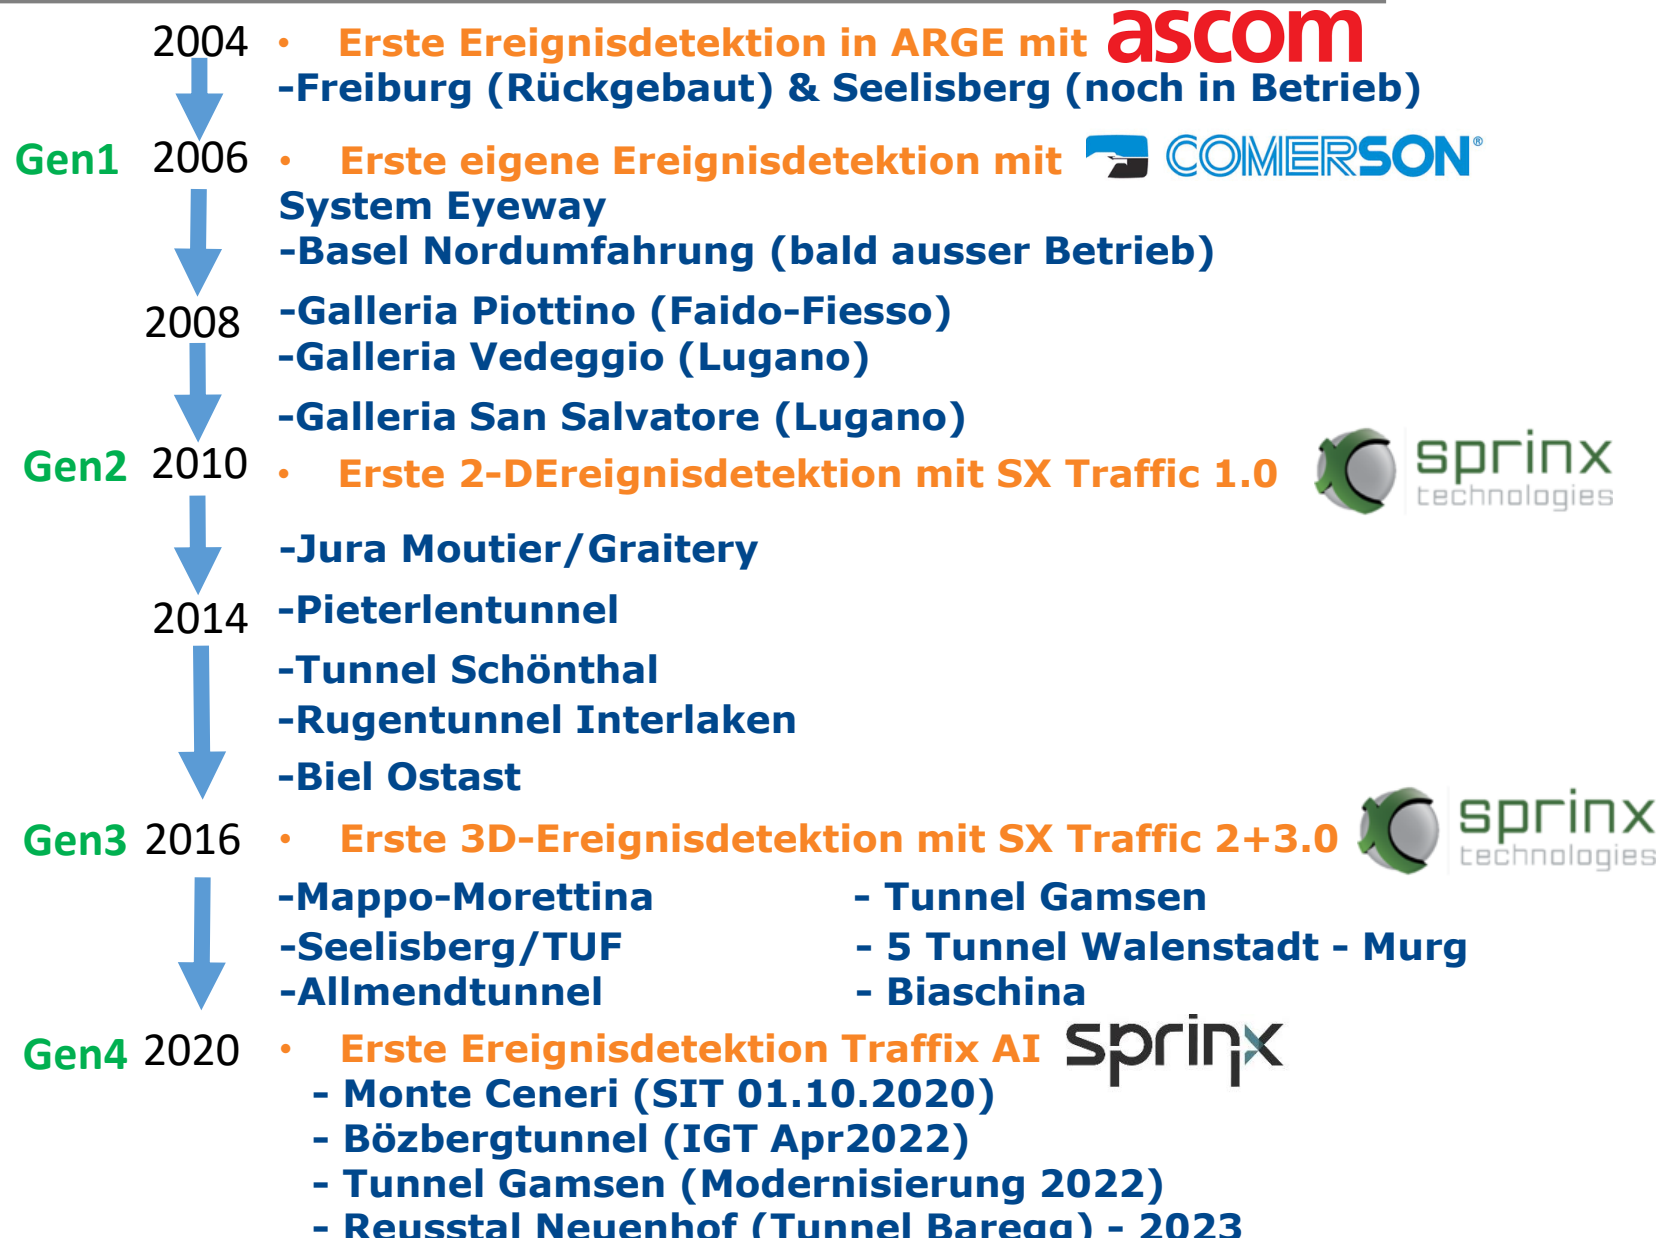 2004 • Erste Ereignisdetektion in ARGE mit ascom
-Freiburg (Rückgebaut) & Seelisberg (noch in Betrieb)
Gen1 2006 • Erste eigene Ereignisdetektion mit COMERSON®
System Eyeway
-Basel Nordumfahrung (bald ausser Betrieb)
2008 -Galleria Piottino (Faido-Fiesso)
-Galleria Vedeggio (Lugano)
-Galleria San Salvatore (Lugano)
Gen2 2010 • Erste 2-DEreignisdetektion mit SX Traffic 1.0 sprinx
technologies
-Jura Moutier/Graitery
2014 -Pieterlentunnel
-Tunnel Schönthal
-Rugentunnel Interlaken
-Biel Ostast
Gen3 2016 • Erste 3D-Ereignisdetektion mit SX Traffic 2+3.0 sprinx
technologies
-Mappo-Morettina - Tunnel Gamsen
-Seelisberg/TUF - 5 Tunnel Walenstadt - Murg
-Allmendtunnel - Biaschina
Gen4 2020 • Erste Ereignisdetektion Traffix AI sprinx
- Monte Ceneri (SIT 01.10.2020)
- Bözbergtunnel (IGT Apr2022)
- Tunnel Gamsen (Modernisierung 2022)
- Reusstal Neuenhof (Tunnel Baregg) - 2023